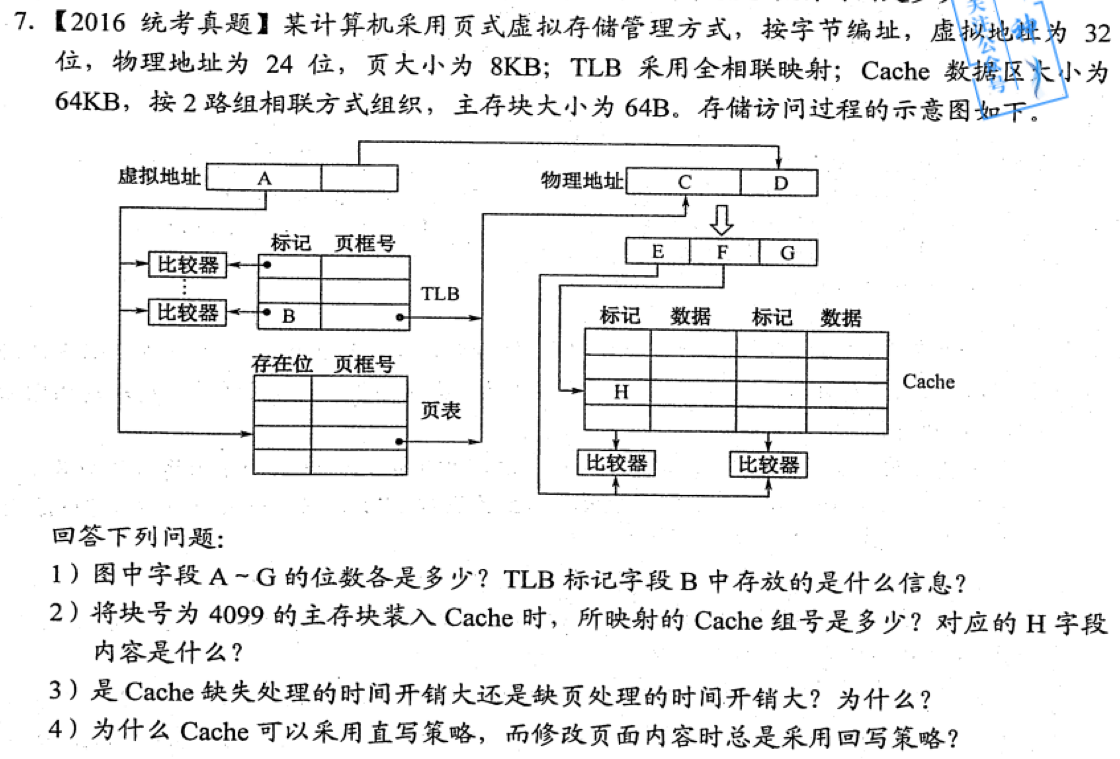 7. 【2016 统考真题】某计算机采用页式虚拟存储管理方式，按字节编址，虚拟地址为 32
位，物理地址为 24 位，页大小为 8KB；TLB 采用全相联映射；Cache 数据区大小为
64KB，按 2 路组相联方式组织，主存块大小为 64B。存储访问过程的示意图如下。
虚拟地址 A
物理地址 C D
E F G
标记 页框号
比较器
比较器 B
TLB
存在位 页框号
页表
标记 数据 标记 数据
H
Cache
比较器 比较器
回答下列问题：
1）图中字段 A ~ G 的位数各是多少？TLB 标记字段 B 中存放的是什么信息？
2）将块号为 4099 的主存块装入 Cache 时，所映射的 Cache 组号是多少？对应的 H 字段
内容是什么？
3）是 Cache 缺失处理的时间开销大还是缺页处理的时间开销大？为什么？
4）为什么 Cache 可以采用直写策略，而修改页面内容时总是采用回写策略？